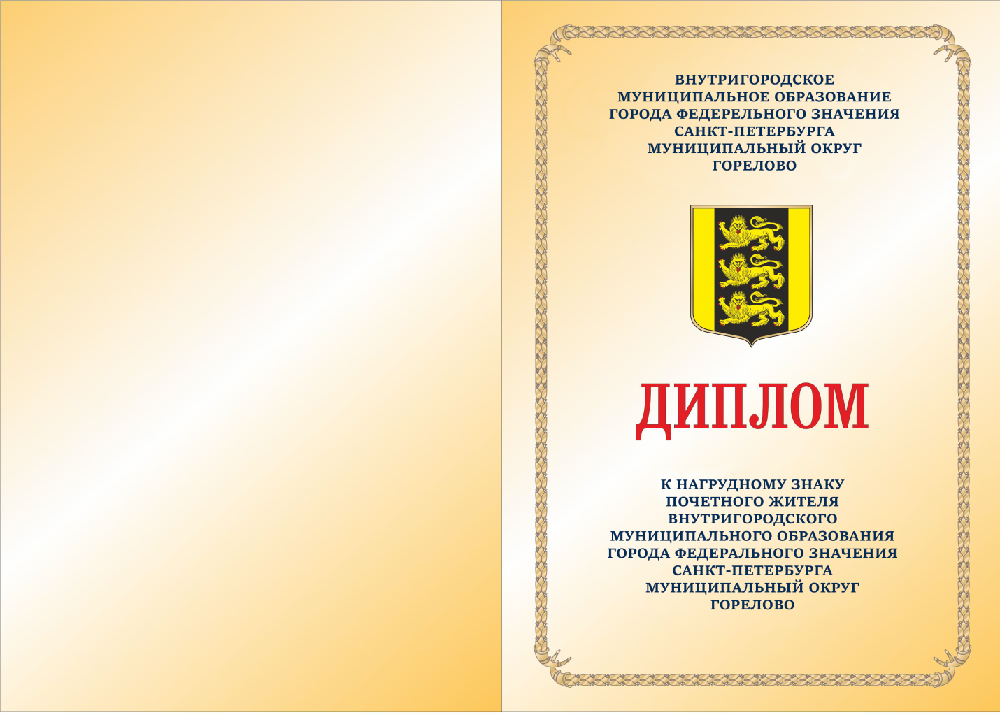 ВНУТРИГОРОДСКОЕ
МУНИЦИПАЛЬНОЕ ОБРАЗОВАНИЕ
ГОРОДА ФЕДЕРЕЛЬНОГО ЗНАЧЕНИЯ
САНКТ-ПЕТЕРБУРГА
МУНИЦИПАЛЬНЫЙ ОКРУГ
ГОРЕЛОВО
ДИПЛОМ
К НАГРУДНОМУ ЗНАКУ
ПОЧЕТНОГО ЖИТЕЛЯ
ВНУТРИГОРОДСКОГО
МУНИЦИПАЛЬНОГО ОБРАЗОВАНИЯ
ГОРОДА ФЕДЕРАЛЬНОГО ЗНАЧЕНИЯ
САНКТ-ПЕТЕРБУРГА
МУНИЦИПАЛЬНЫЙ ОКРУГ
ГОРЕЛОВО